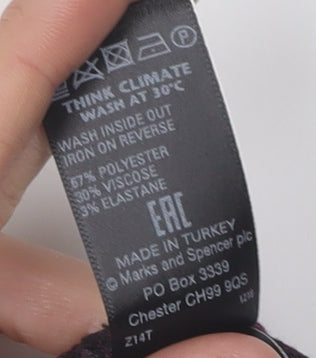 P
THINK CLIMATE
WASH AT 30°C
WASH INSIDE OUT
IRON ON REVERSE
67% POLYESTER
30% VISCOSE
3% ELASTANE
EAC
MADE IN TURKEY
© Marks and Spencer plc
PO Box 3339
Chester CH99 9QS
Z14T